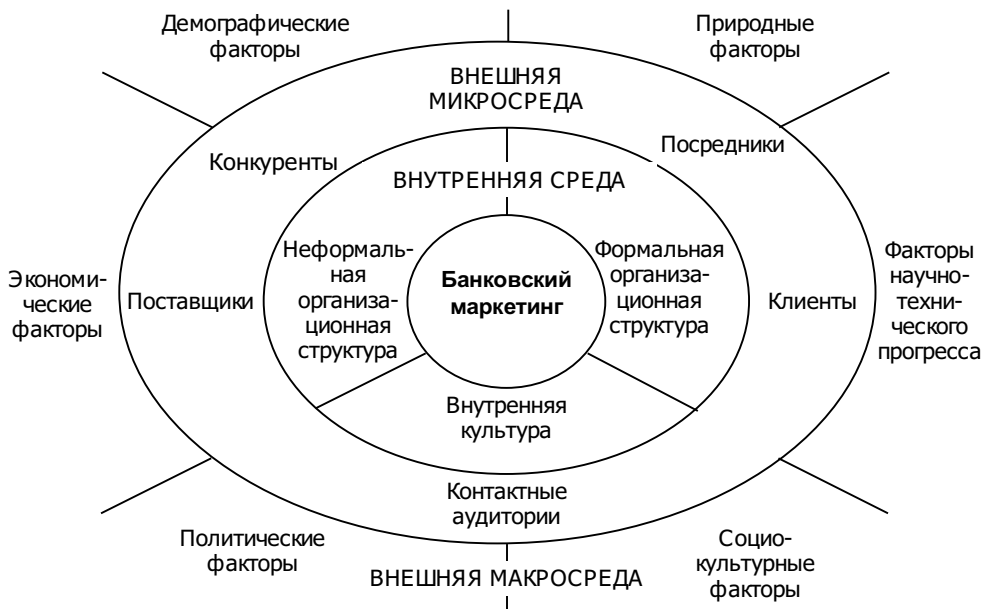 Демографические
факторы
Природные
факторы
ВНЕШНЯЯ
МИКРОСРЕДА
Конкуренты
Посредники
ВНУТРЕННЯЯ СРЕДА
Экономи-
ческие
факторы
Поставщики
Неформаль-
ная
организа-
ционная
структура
Банковский
маркетинг
Формальная
организа-
ционная
структура
Клиенты
Факторы
научно-
техни-
ческого
прогресса
Внутренняя
культура
Контактные
аудитории
Политические
факторы
ВНЕШНЯЯ МАКРОСРЕДА
Социо-
культурные
факторы